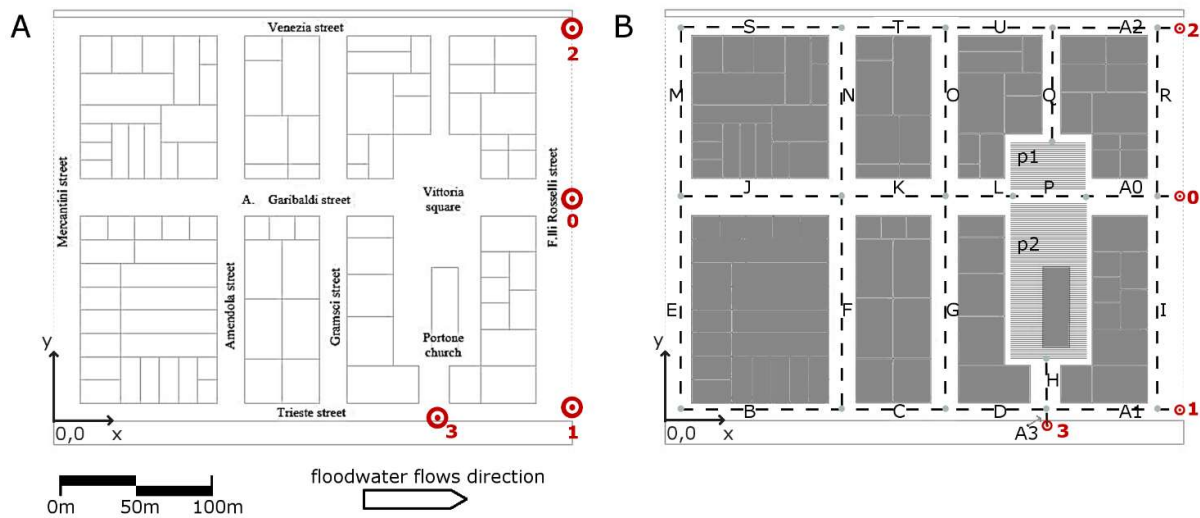 A
Venezia street
2
Mercantini street
A. Garibaldi street
Vittoria
square
F.lli Rosselli street
0
Amendola street
Gramsci street
Portone
church
y
Trieste street
0,0 x
3
1
0m 50m 100m
floodwater flows direction
B
S T U A2
2
M N O Q R
p1
J K L P A0
0
p2
E F G I
y
H
B C D A1
1
0,0 x
A3 3